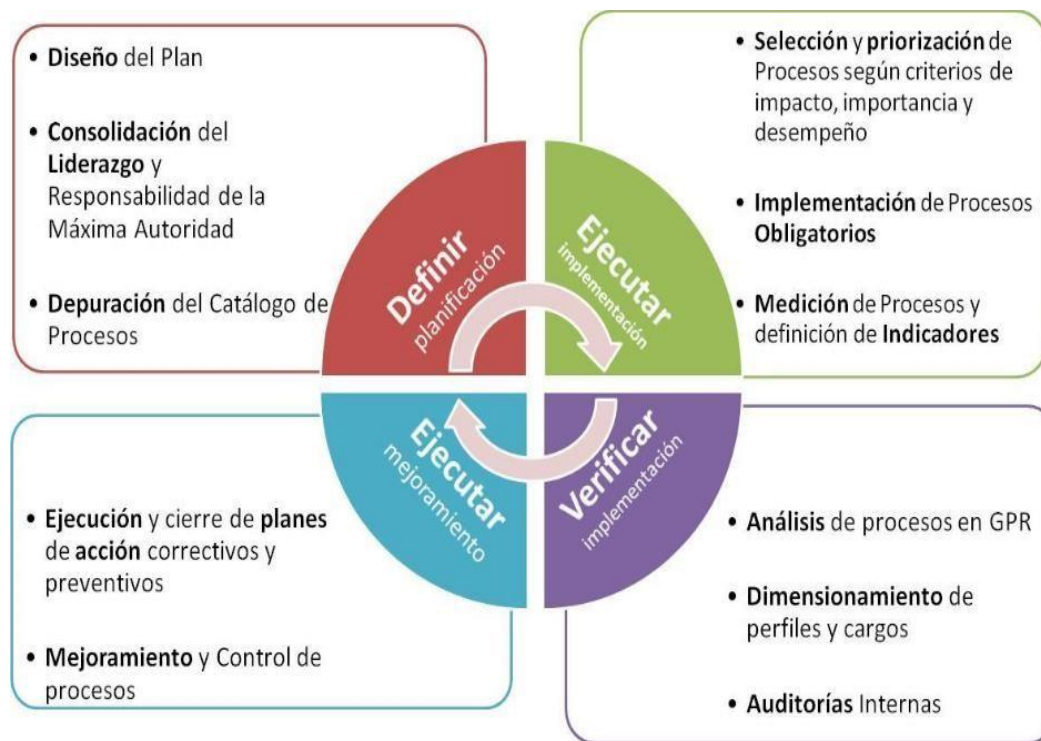 • Diseño del Plan
• Consolidación del
Liderazgo y
Responsabilidad de la
Máxima Autoridad
• Depuración del Catálogo de
Procesos
Definir
planificación
• Selección y priorización de
Procesos según criterios de
impacto, importancia y
desempeño
• Implementación de Procesos
Obligatorios
• Medición de Procesos y
definición de Indicadores
Ejecutar
implementación
• Ejecución y cierre de planes
de acción correctivos y
preventivos
• Mejoramiento y Control de
procesos
Ejecutar
mejoramiento
Verificar
implementación
• Análisis de procesos en GPR
• Dimensionamiento de
perfiles y cargos
• Auditorías Internas